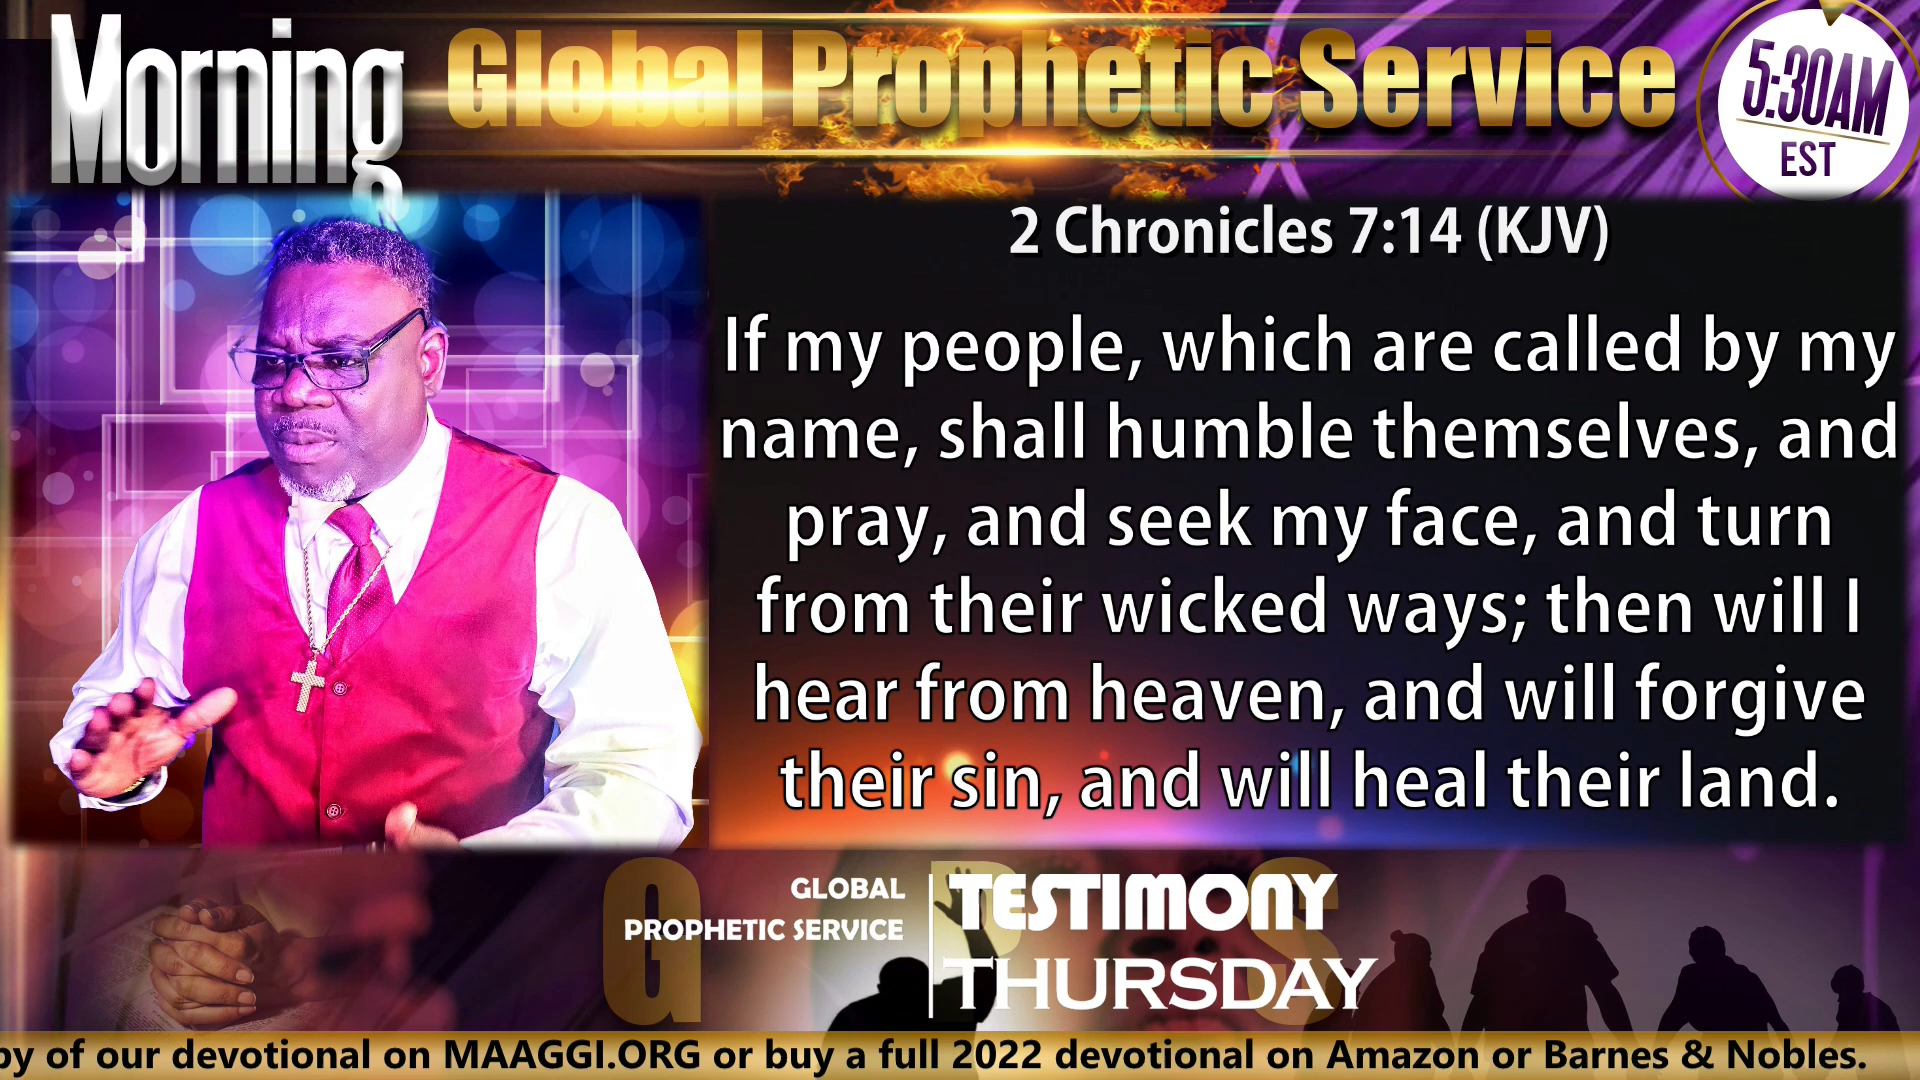 Morning Global Prophetic Service
5:30AM
EST
2 Chronicles 7:14 (KJV)
If my people, which are called by my
name, shall humble themselves, and
pray, and seek my face, and turn
from their wicked ways; then will I
hear from heaven, and will forgive
their sin, and will heal their land.
G P S
GLOBAL
PROPHETIC SERVICE
TESTIMONY
THURSDAY
of our devotional on MAAGGI.ORG or buy a full 2022 devotional on Amazon or Barnes & Nobles.